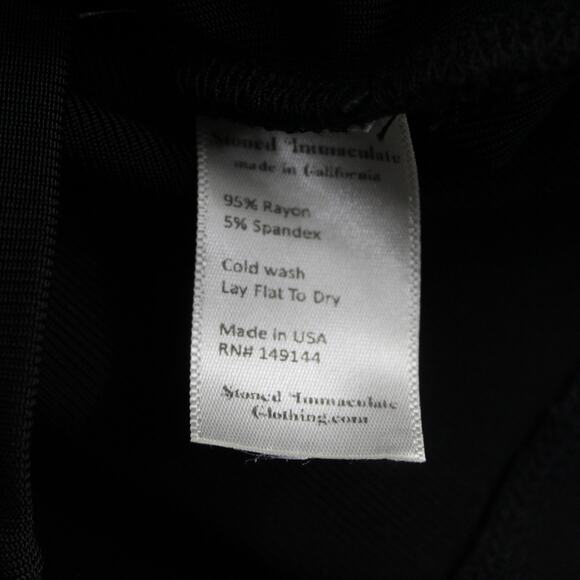 Stoned Immaculate
made in California
95% Rayon
5% Spandex
Cold wash
Lay Flat To Dry
Made in USA
RN# 149144
Stoned Immaculate
Clothing.com